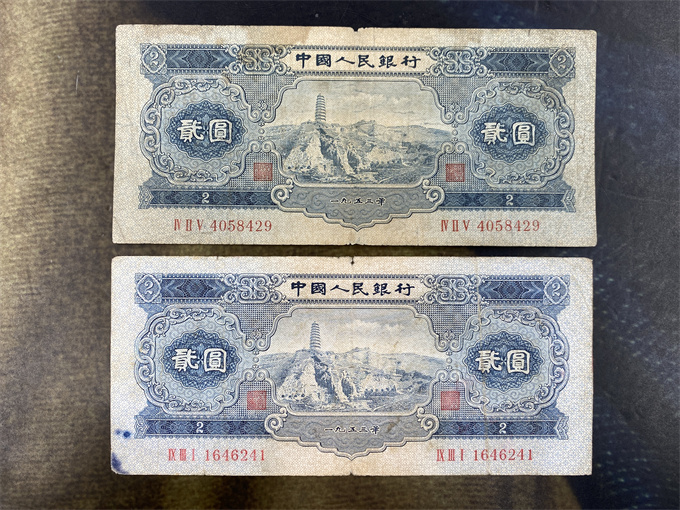 2 中國人民銀行 2
貳圓 貳圓
2 一九五三年 2
Ⅳ Ⅱ Ⅴ 4058429 Ⅳ Ⅱ Ⅴ 4058429
2 中國人民銀行 2
貳圓 貳圓
2 一九五三年 2
Ⅸ Ⅲ Ⅰ 1646241 Ⅸ Ⅲ Ⅰ 1646241